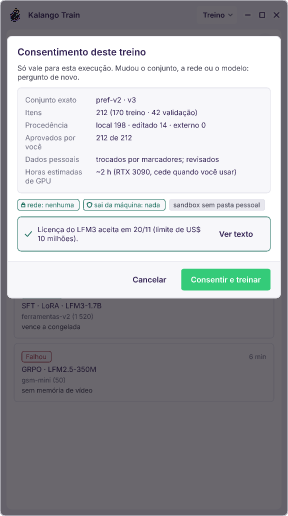 Kalango Train
Treino
Consentimento deste treino
Só vale para esta execução. Mudou o conjunto, a rede ou o modelo:
pergunto de novo.
Conjunto exato pref-v2 · v3
Itens 212 (170 treino · 42 validação)
Procedência local 198 · editado 14 · externo 0
Aprovados por 212 de 212
você
Dados pessoais trocados por marcadores; revisados
Horas estimadas ~2 h (RTX 3090, cede quando você usar)
de GPU
rede: nenhuma sai da máquina: nada sandbox sem pasta pessoal
Licença do LFM3 aceita em 20/11 (limite de US$
10 milhões).
Ver texto
Cancelar Consentir e treinar
SFT · LoRA · LFM3-1.7B
ferramentas-v2 (1 520)
vence a congelada
Falhou 6 min
GRPO · LFM2.5-350M
gsm-mini (50)
sem memória de vídeo